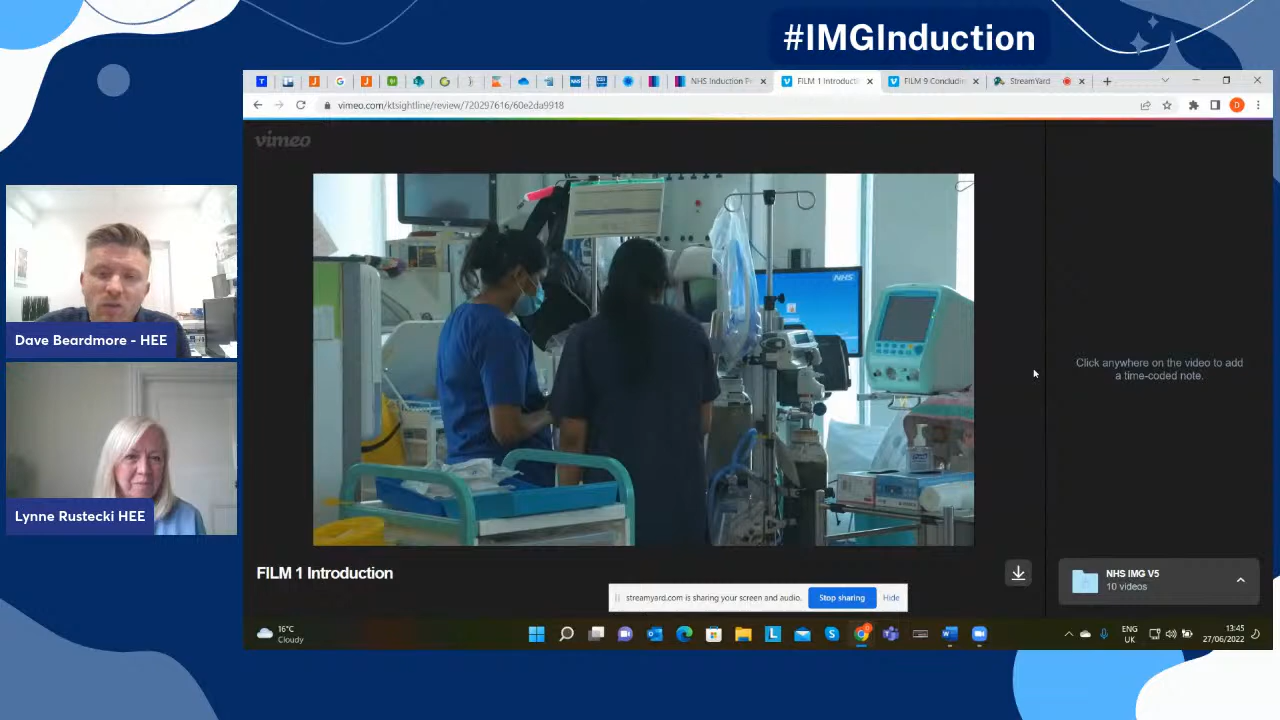 #IMGInduction
NHS Induction P
FILM 1 Introducti
FILM 9 Concludin
StreamYard
vimeo.com/ktsightline/review/720297616/60e2da9918
vimeo
NHS
Click anywhere on the video to add
a time-coded note.
Dave Beardmore - HEE
Lynne Rustecki HEE
FILM 1 Introduction
NHS IMG V5
10 videos
streamyard.com is sharing your screen and audio.
Stop sharing
Hide
16°C
Cloudy
ENG
UK
13:45
27/06/2022